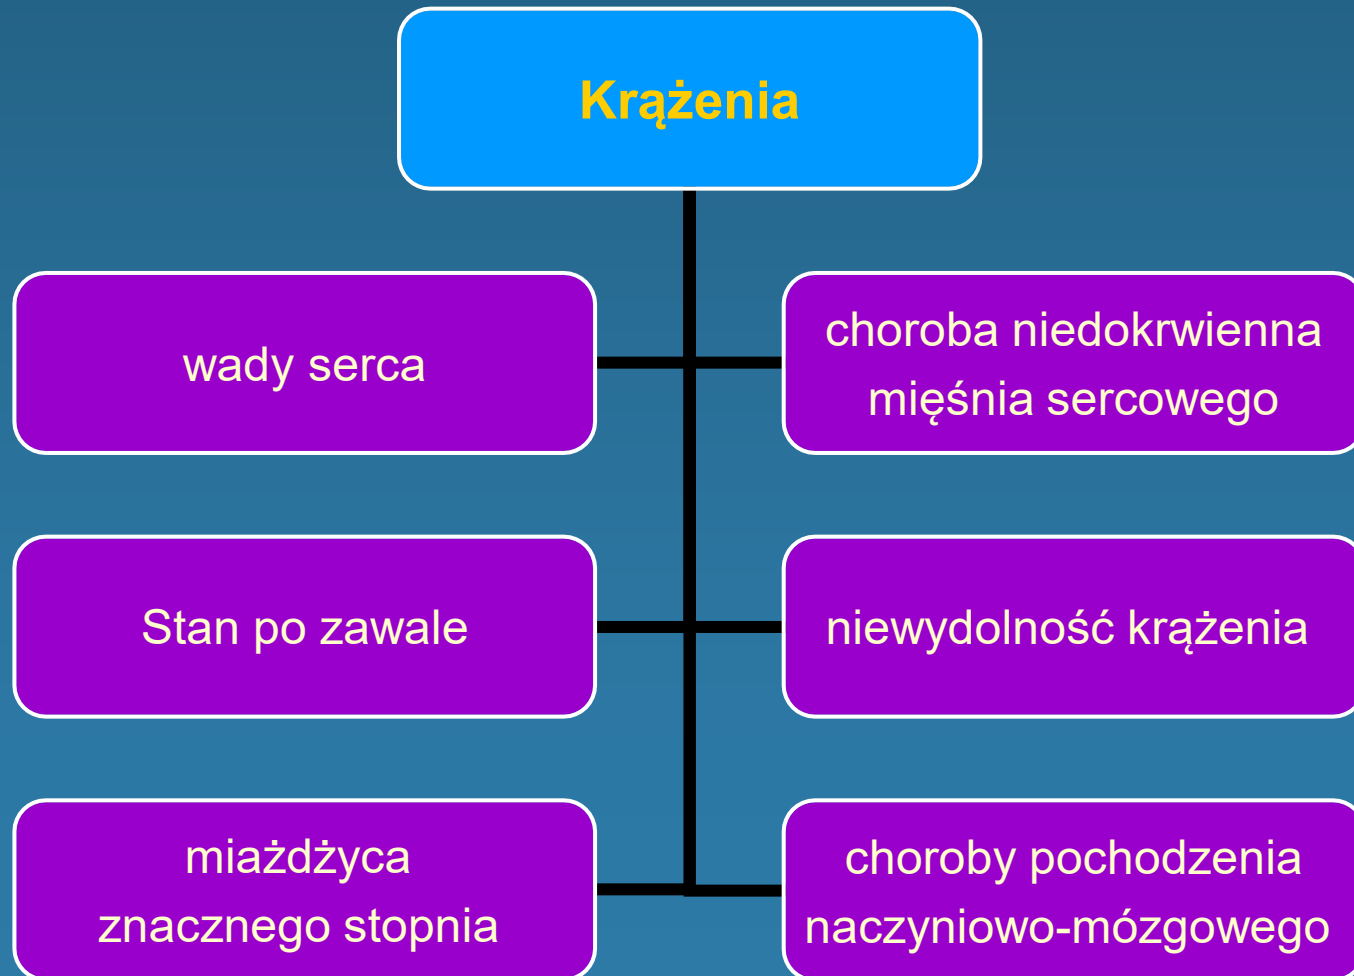 Krążenia
wady serca
choroba niedokrwienna
mięśnia sercowego
Stan po zawale
niewydolność krążenia
miażdżyca
znacznego stopnia
choroby pochodzenia
naczyniowo-mózgowego